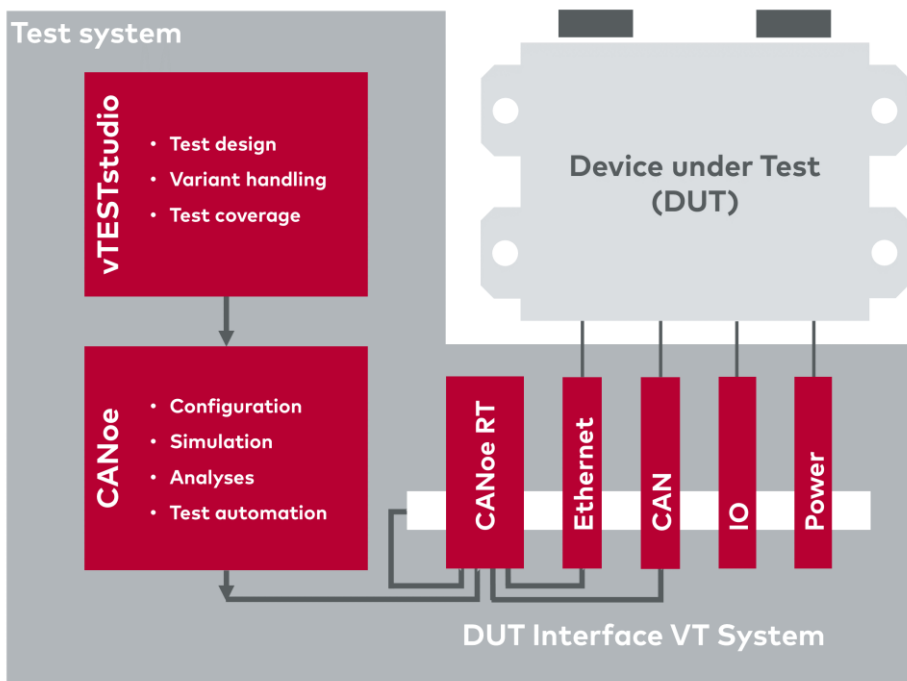 Test system
vTESTstudio
• Test design
• Variant handling
• Test coverage
Device under Test
(DUT)
CANoe
• Configuration
• Simulation
• Analyses
• Test automation
CANoe RT
Ethernet
CAN
IO
Power
DUT Interface VT System